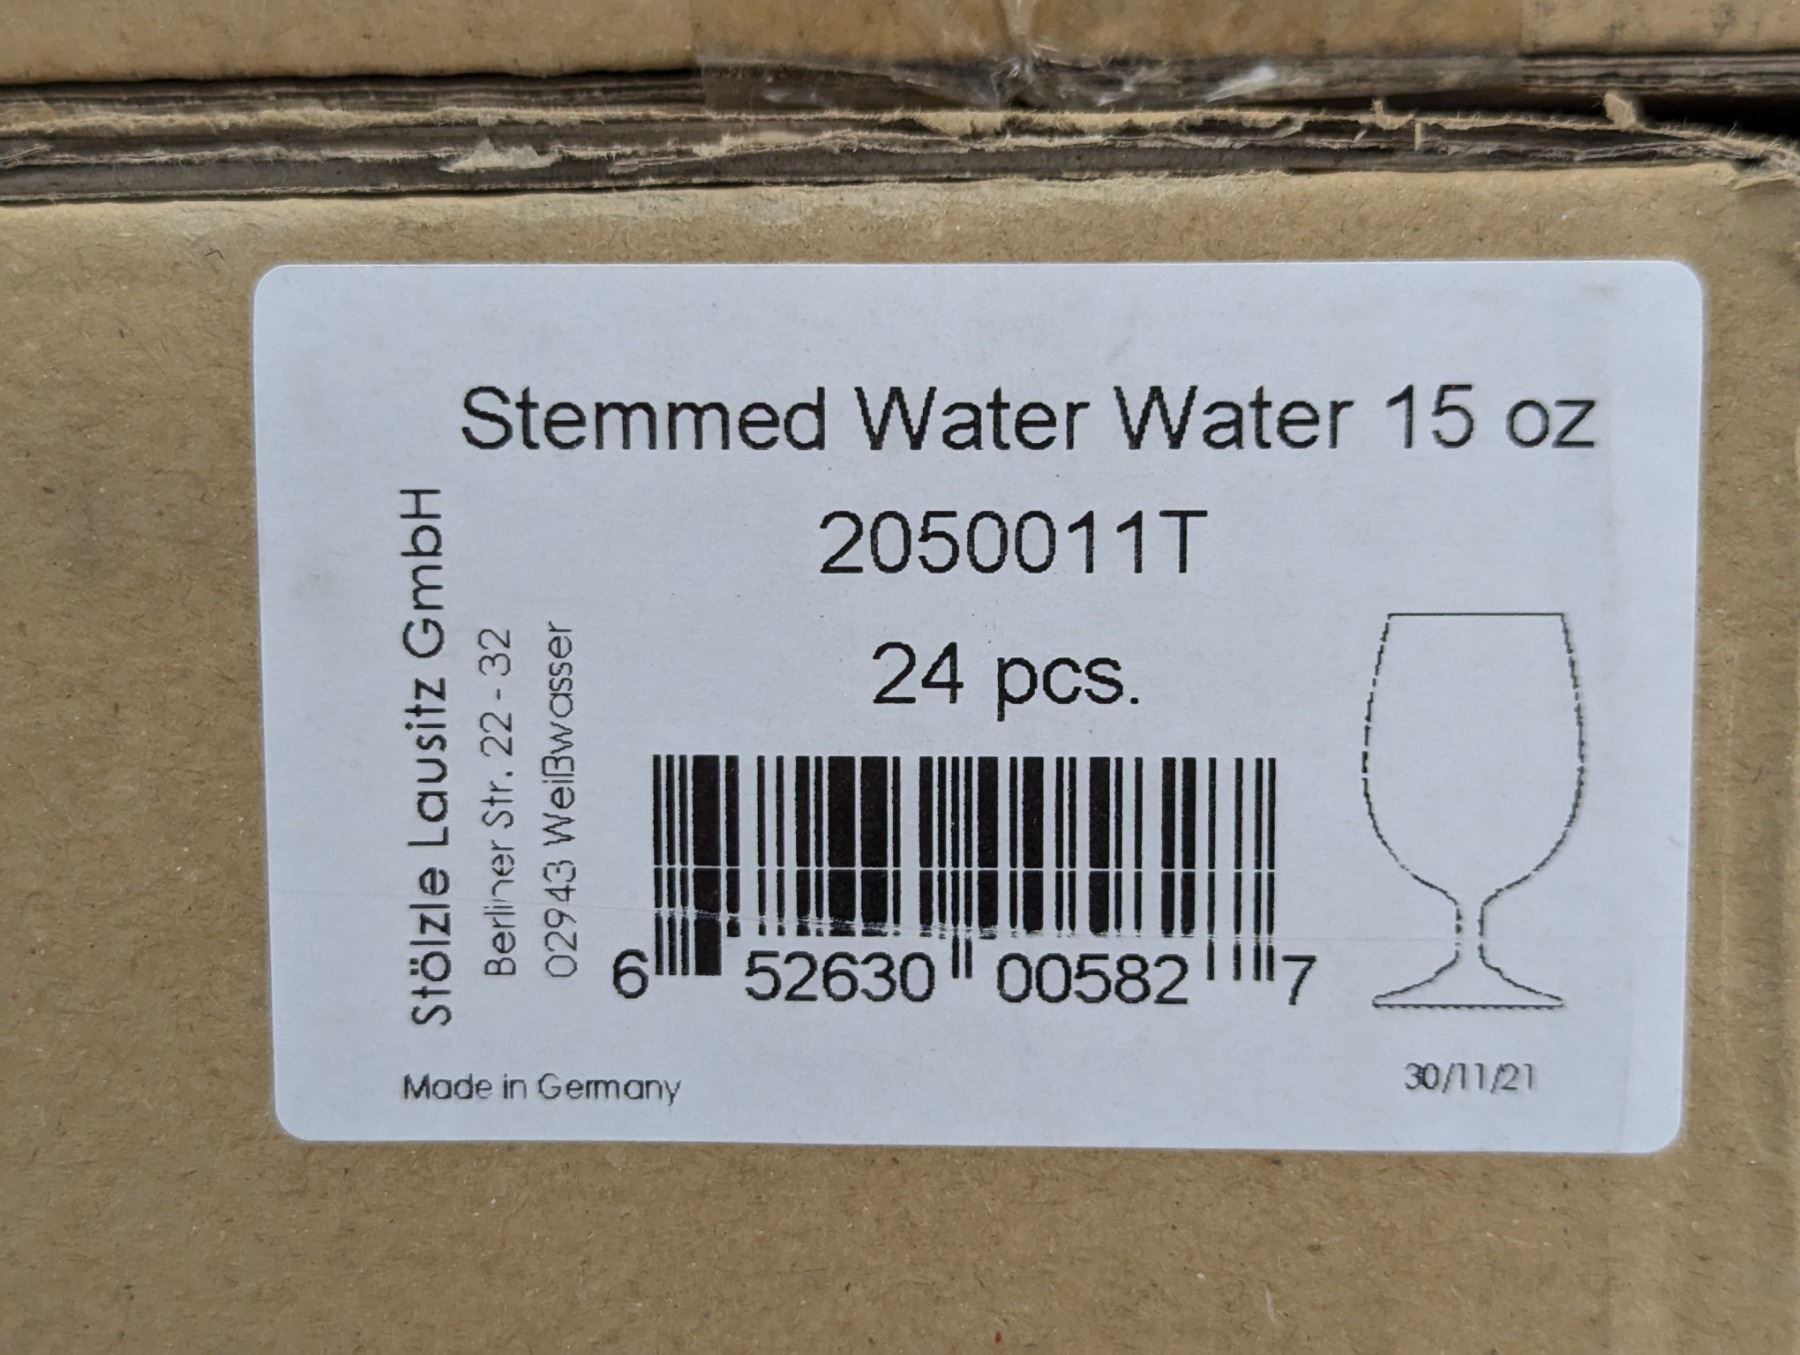 Stemmed Water Water 15 oz
2050011T
24 pcs.
Stölzle Lausitz GmbH
Berliner Str. 22 - 32
02943 Weißwasser
6 52630 00582 7
Made in Germany
30/11/21